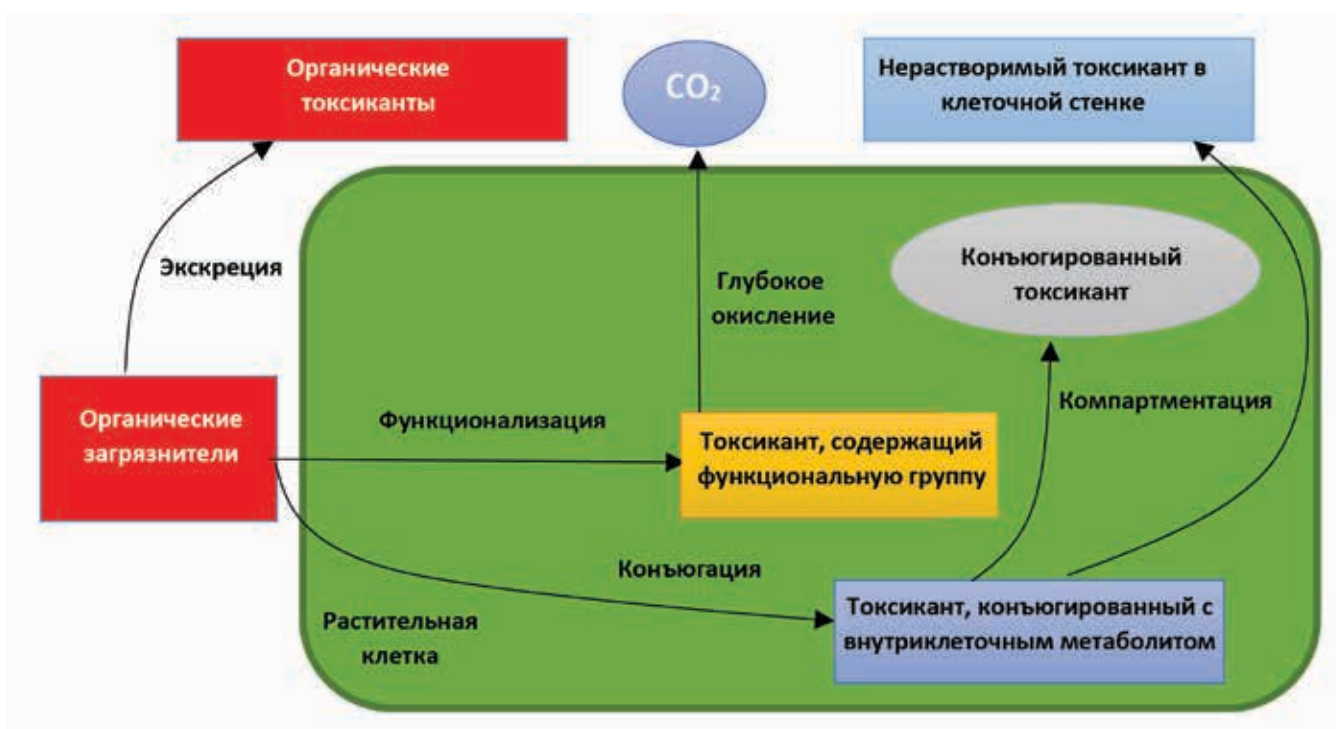 Органические
токсиканты
CO₂
Нерастворимый токсикант в
клеточной стенке
Экскреция
Глубокое
окисление
Конъюгированный
токсикант
Органические
загрязнители
Функционализация
Токсикант, содержащий
функциональную группу
Компартментация
Конъюгация
Токсикант, конъюгированный с
внутриклеточным метаболитом
Растительная
клетка